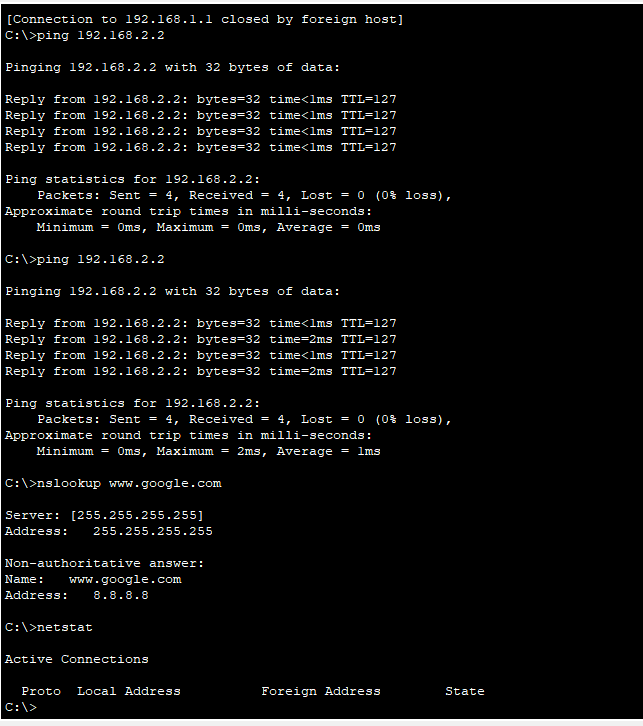 [Connection to 192.168.1.1 closed by foreign host]
C:\>ping 192.168.2.2
Pinging 192.168.2.2 with 32 bytes of data:
Reply from 192.168.2.2: bytes=32 time<1ms TTL=127
Reply from 192.168.2.2: bytes=32 time<1ms TTL=127
Reply from 192.168.2.2: bytes=32 time<1ms TTL=127
Reply from 192.168.2.2: bytes=32 time<1ms TTL=127
Ping statistics for 192.168.2.2:
    Packets: Sent = 4, Received = 4, Lost = 0 (0% loss),
Approximate round trip times in milli-seconds:
    Minimum = 0ms, Maximum = 0ms, Average = 0ms
C:\>ping 192.168.2.2
Pinging 192.168.2.2 with 32 bytes of data:
Reply from 192.168.2.2: bytes=32 time<1ms TTL=127
Reply from 192.168.2.2: bytes=32 time=2ms TTL=127
Reply from 192.168.2.2: bytes=32 time<1ms TTL=127
Reply from 192.168.2.2: bytes=32 time=2ms TTL=127
Ping statistics for 192.168.2.2:
    Packets: Sent = 4, Received = 4, Lost = 0 (0% loss),
Approximate round trip times in milli-seconds:
    Minimum = 0ms, Maximum = 2ms, Average = 1ms
C:\>nslookup www.google.com
Server: [255.255.255.255]
Address:   255.255.255.255
Non-authoritative answer:
Name:   www.google.com
Address:   8.8.8.8
C:\>netstat
Active Connections
  Proto  Local Address          Foreign Address        State
C:\>